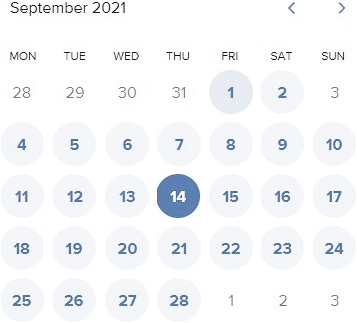 September 2021
MON TUE WED THU FRI SAT SUN
28 29 30 31 1 2 3
4 5 6 7 8 9 10
11 12 13 14 15 16 17
18 19 20 21 22 23 24
25 26 27 28 1 2 3